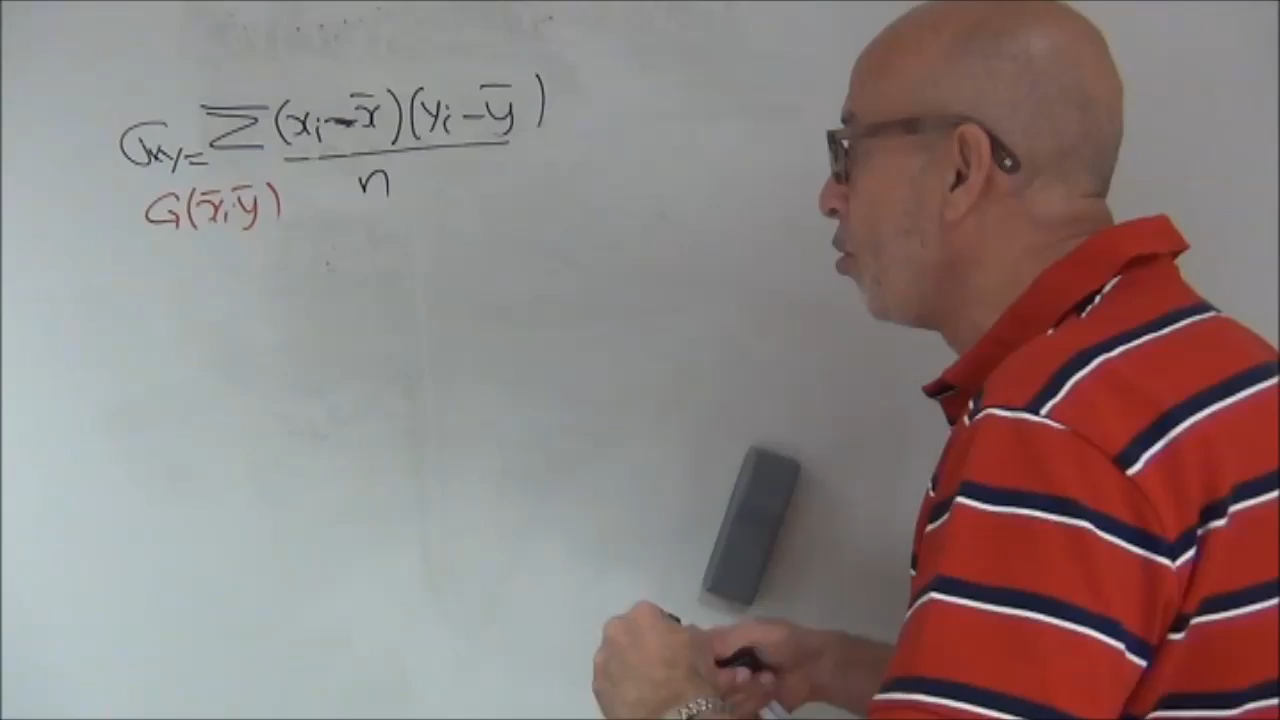 σxy = Σ(xi-x̄)(yi-ȳ)
n
G(x̄,ȳ)